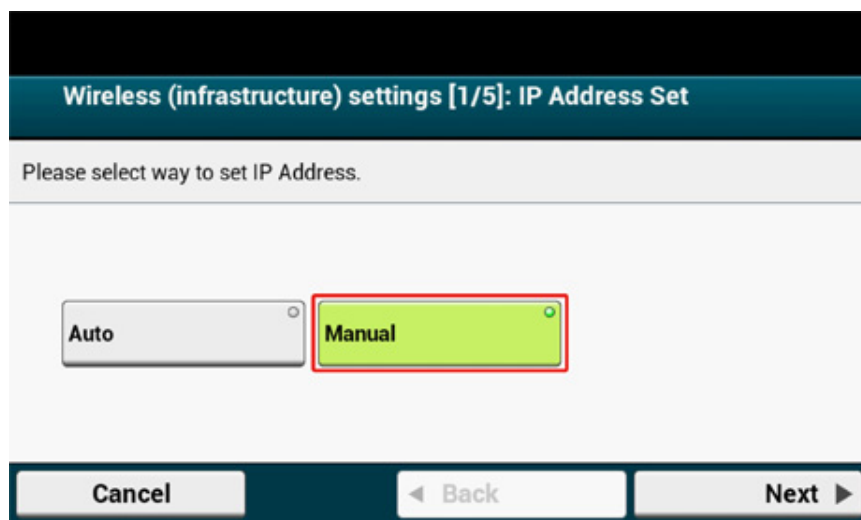 Wireless (infrastructure) settings [1/5]: IP Address Set
Please select way to set IP Address.
Auto
Manual
Cancel
Back
Next